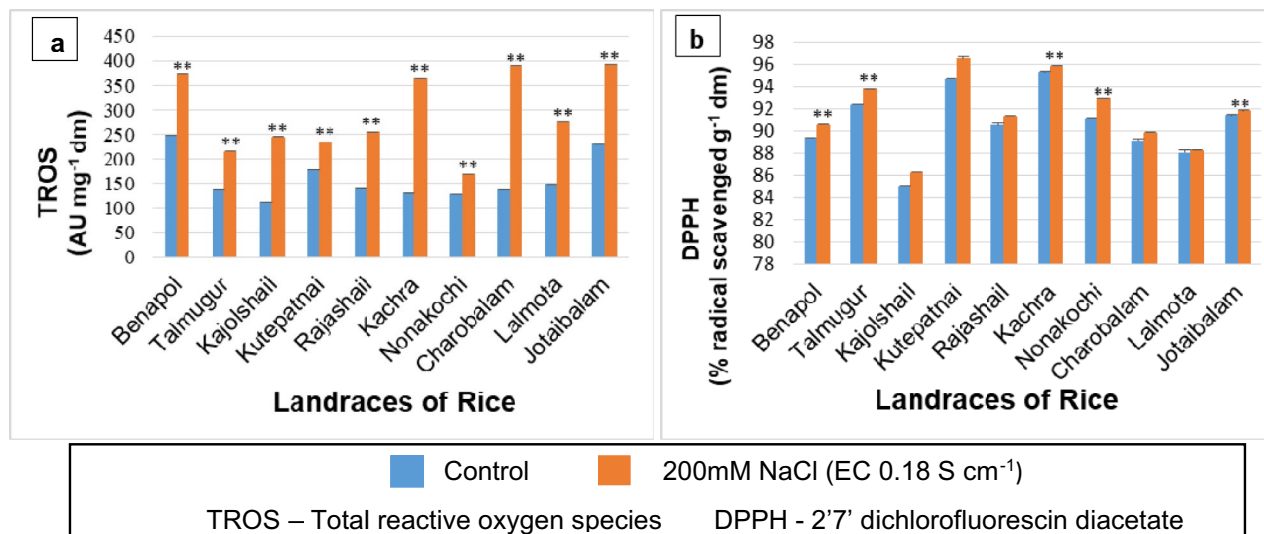 a
450
400
350
300
250
200
150
100
50
0
TROS
(AU mg⁻¹ dm)
** ** ** ** ** ** ** ** ** **
Benapol
Talmugur
Kajolshail
Kutepatnai
Rajashail
Kachra
Nonakochi
Charobalam
Lalmota
Jotaibalam
Landraces of Rice
b
98
96
94
92
90
88
86
84
82
80
78
DPPH
(% radical scavenged g⁻¹ dm)
** ** ** ** **
Benapol
Talmugur
Kajolshail
Kutepatnai
Rajashail
Kachra
Nonakochi
Charobalam
Lalmota
Jotaibalam
Landraces of Rice
Control 200mM NaCl (EC 0.18 S cm⁻¹)
TROS – Total reactive oxygen species DPPH - 2’7’ dichlorofluorescin diacetate